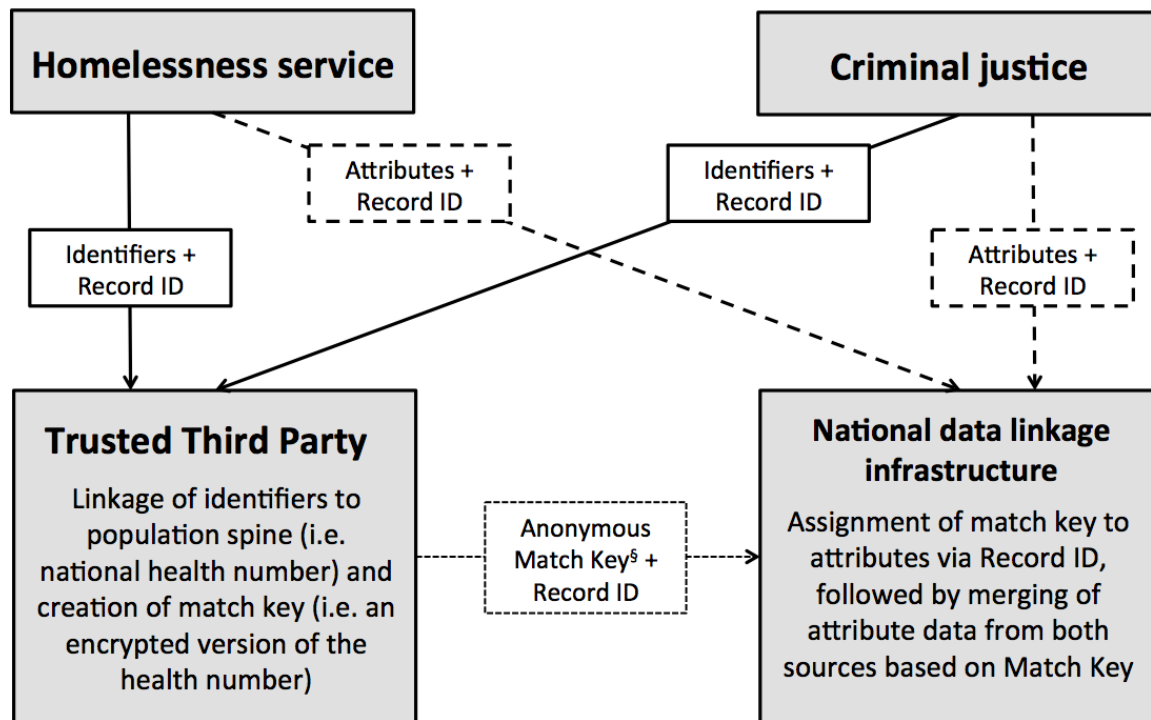 Homelessness service
Criminal justice
Attributes +
Record ID
Identifiers +
Record ID
Identifiers +
Record ID
Attributes +
Record ID
Trusted Third Party
Linkage of identifiers to
population spine (i.e.
national health number) and
creation of match key (i.e. an
encrypted version of the
health number)
Anonymous
Match Key§ +
Record ID
National data linkage
infrastructure
Assignment of match key to
attributes via Record ID,
followed by merging of
attribute data from both
sources based on Match Key